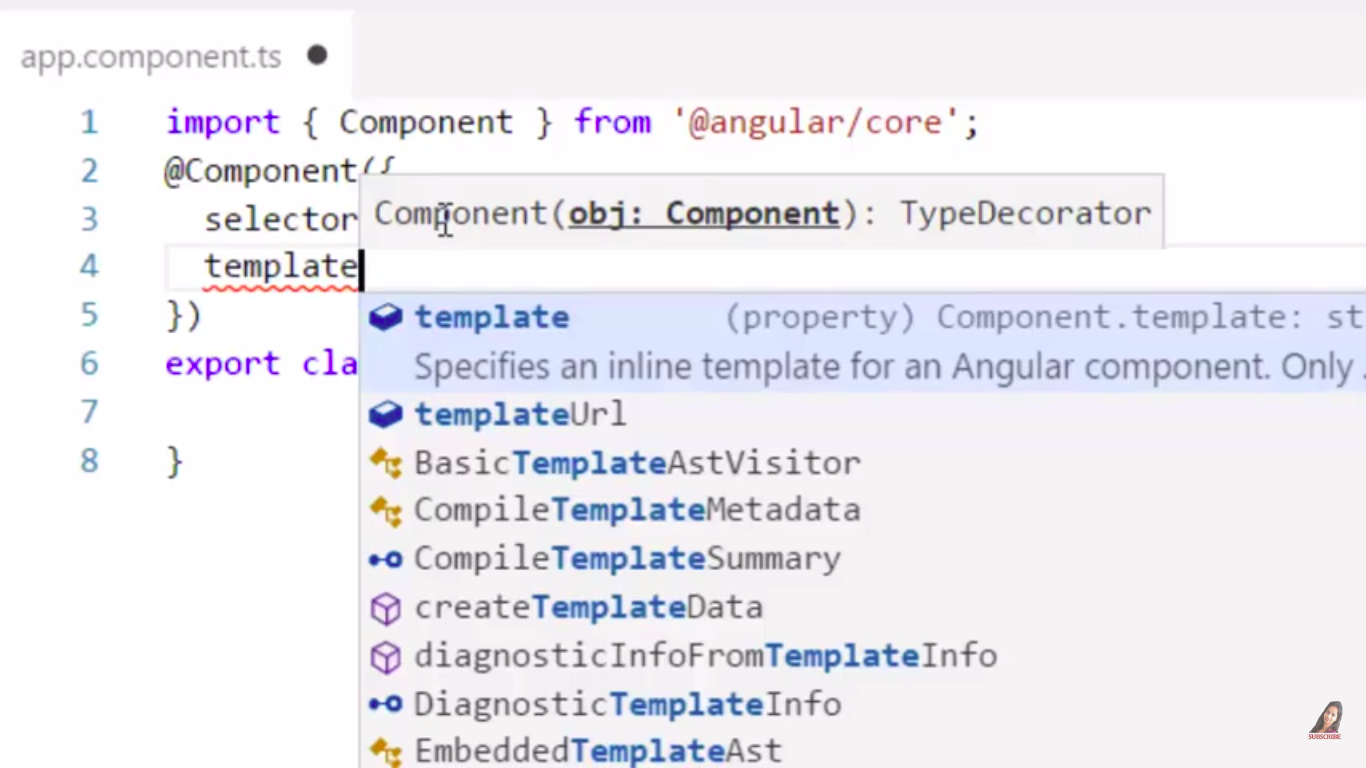 app.component.ts
1 import { Component } from '@angular/core';
2 @Component({
Component(obj: Component): TypeDecorator
3 selector
4 template
5 })
template (property) Component.template: st
6 export cla
Specifies an inline template for an Angular component. Only .
7
templateUrl
8 }
BasicTemplateAstVisitor
CompileTemplateMetadata
CompileTemplateSummary
createTemplateData
diagnosticInfoFromTemplateInfo
DiagnosticTemplateInfo
EmbeddedTemplateAst
SUBSCRIBE